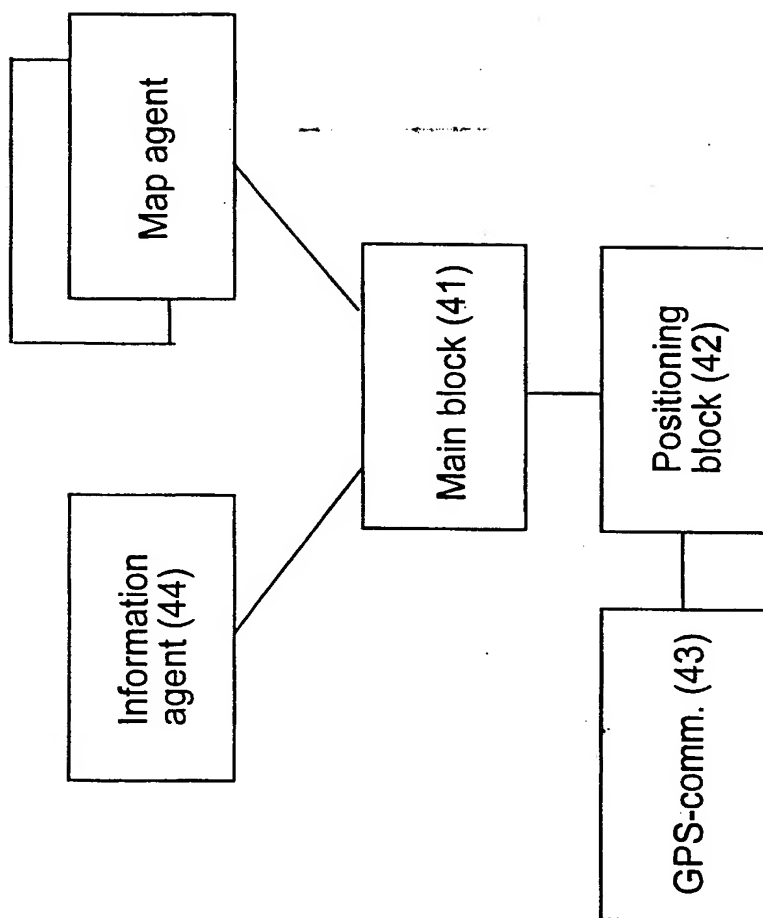 Information
agent (44)
Map agent
Main block (41)
GPS-comm. (43)
Positioning
block (42)